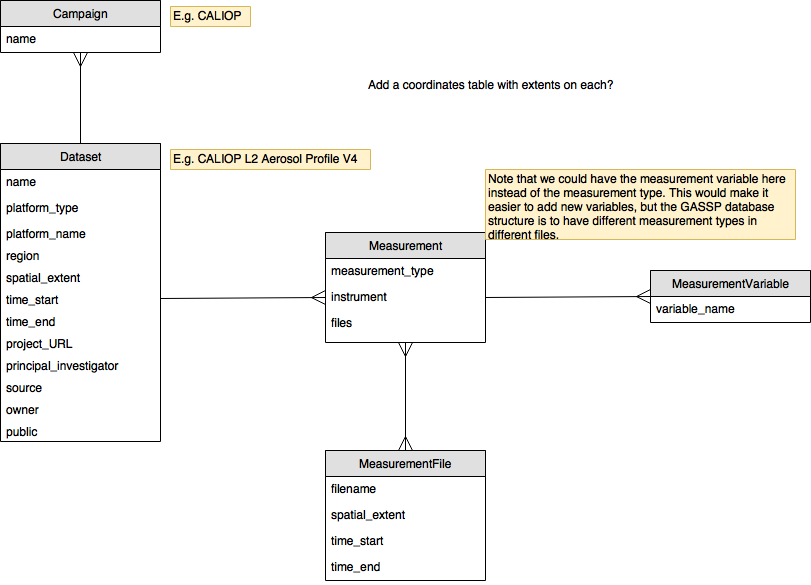 Campaign
E.g. CALIOP
name
Add a coordinates table with extents on each?
Dataset
E.g. CALIOP L2 Aerosol Profile V4
name
platform_type
platform_name
region
spatial_extent
time_start
time_end
project_URL
principal_investigator
source
owner
public
Note that we could have the measurement variable here
instead of the measurement type. This would make it
easier to add new variables, but the GASSP database
structure is to have different measurement types in
different files.
Measurement
measurement_type
instrument
files
MeasurementVariable
variable_name
MeasurementFile
filename
spatial_extent
time_start
time_end